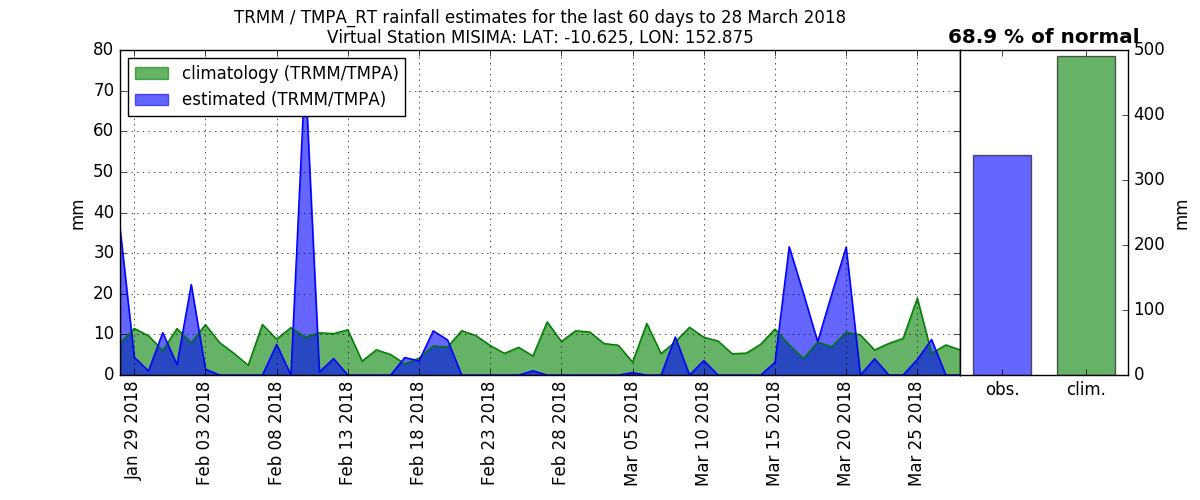 TRMM / TMPA_RT rainfall estimates for the last 60 days to 28 March 2018
Virtual Station MISIMA: LAT: -10.625, LON: 152.875
68.9 % of normal
climatology (TRMM/TMPA)
estimated (TRMM/TMPA)
80
70
60
50
40
30
20
10
0
mm
500
400
300
200
100
0
mm
Jan 29 2018
Feb 03 2018
Feb 08 2018
Feb 13 2018
Feb 18 2018
Feb 23 2018
Feb 28 2018
Mar 05 2018
Mar 10 2018
Mar 15 2018
Mar 20 2018
Mar 25 2018
obs.
clim.